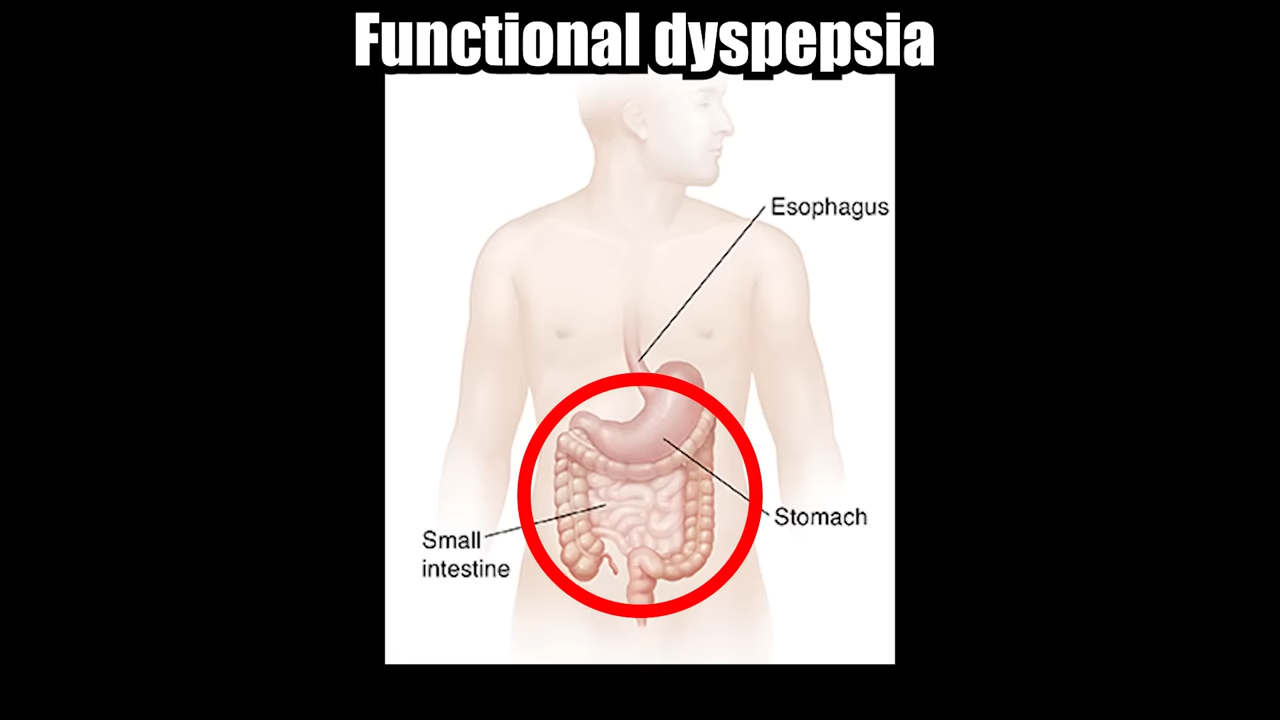 Functional dyspepsia
Esophagus
Stomach
Small
intestine